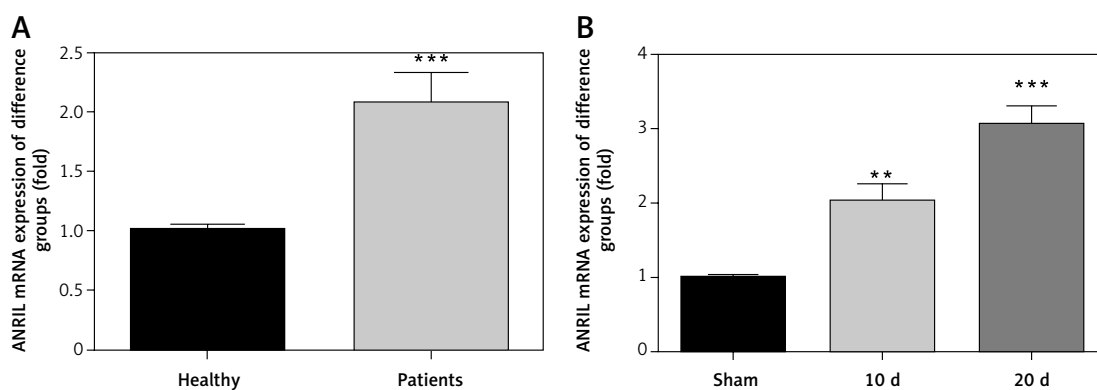 A
ANRIL mRNA expression of difference
groups (fold)
2.5
2.0
1.5
1.0
0.5
0
***
Healthy
Patients
B
ANRIL mRNA expression of difference
groups (fold)
4
3
2
1
0
**
***
Sham
10 d
20 d